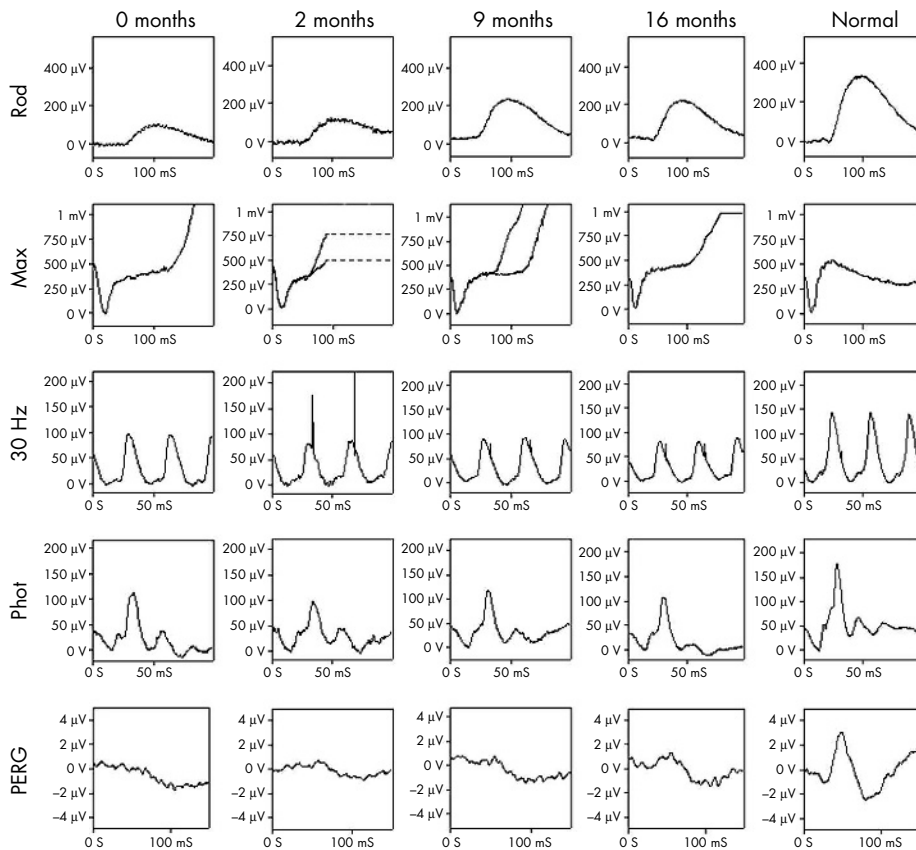 0 months 2 months 9 months 16 months Normal
Rod
400 µV 400 µV 400 µV 400 µV 400 µV
200 µV 200 µV 200 µV 200 µV 200 µV
0 V 0 V 0 V 0 V 0 V
0 S 100 mS 0 S 100 mS 0 S 100 mS 0 S 100 mS 0 S 100 mS
Max
1 mV 1 mV 1 mV 1 mV 1 mV
750 µV 750 µV 750 µV 750 µV 750 µV
500 µV 500 µV 500 µV 500 µV 500 µV
250 µV 250 µV 250 µV 250 µV 250 µV
0 V 0 V 0 V 0 V 0 V
0 S 100 mS 0 S 100 mS 0 S 100 mS 0 S 100 mS 0 S 100 mS
30 Hz
200 µV 200 µV 200 µV 200 µV 200 µV
150 µV 150 µV 150 µV 150 µV 150 µV
100 µV 100 µV 100 µV 100 µV 100 µV
50 µV 50 µV 50 µV 50 µV 50 µV
0 V 0 V 0 V 0 V 0 V
0 S 50 mS 0 S 50 mS 0 S 50 mS 0 S 50 mS 0 S 50 mS
Phot
200 µV 200 µV 200 µV 200 µV 200 µV
150 µV 150 µV 150 µV 150 µV 150 µV
100 µV 100 µV 100 µV 100 µV 100 µV
50 µV 50 µV 50 µV 50 µV 50 µV
0 V 0 V 0 V 0 V 0 V
0 S 50 mS 0 S 50 mS 0 S 50 mS 0 S 50 mS 0 S 50 mS
PERG
4 µV 4 µV 4 µV 4 µV 4 µV
2 µV 2 µV 2 µV 2 µV 2 µV
0 V 0 V 0 V 0 V 0 V
−2 µV −2 µV −2 µV −2 µV −2 µV
−4 µV −4 µV −4 µV −4 µV −4 µV
0 S 100 mS 0 S 100 mS 0 S 100 mS 0 S 100 mS 0 S 100 mS